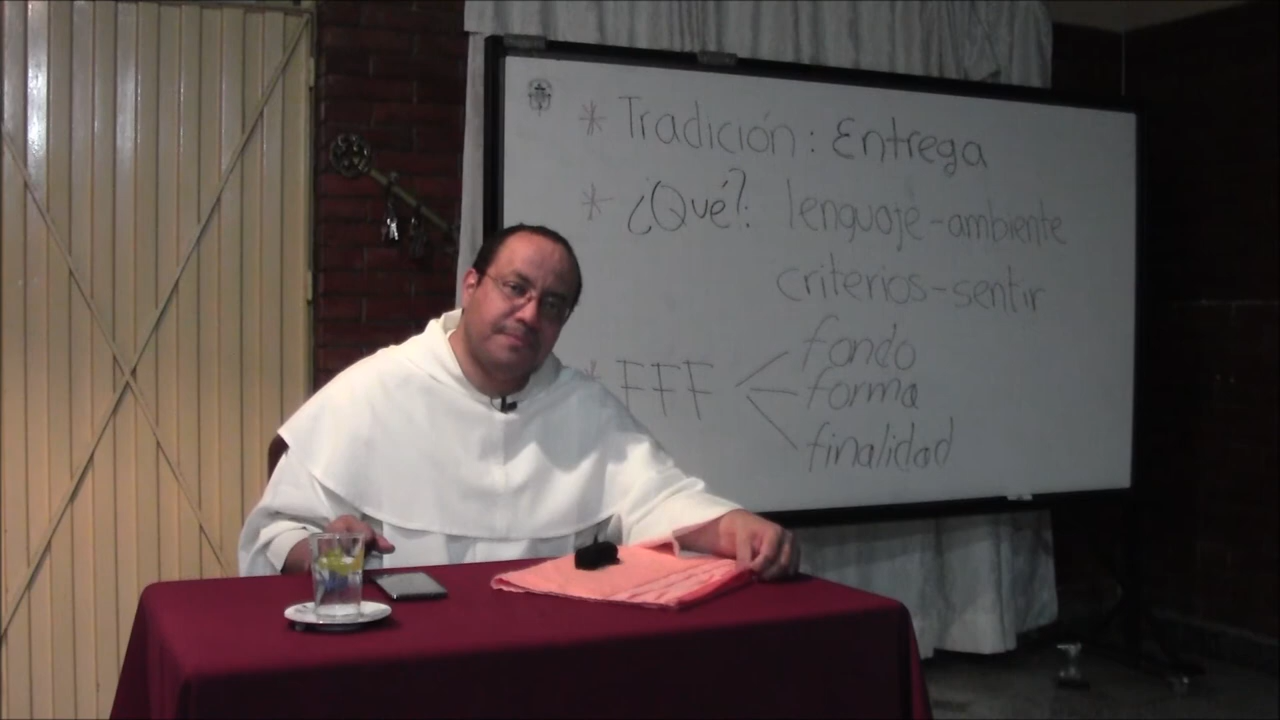 * Tradición: Entrega
* ¿Qué?: lenguaje-ambiente
criterios-sentir
* FFF
fondo
forma
finalidad